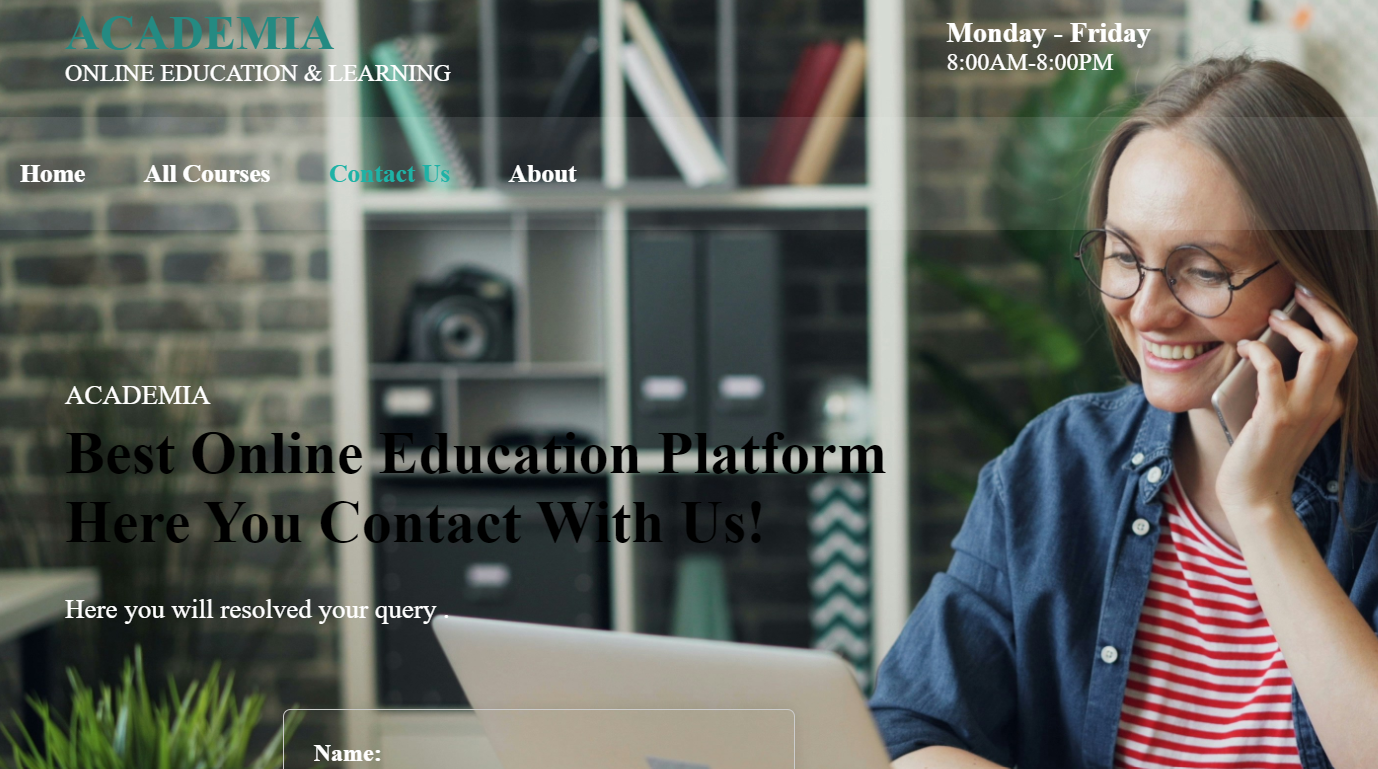 ACADEMIA
ONLINE EDUCATION & LEARNING
Monday - Friday
8:00AM-8:00PM
Home All Courses Contact Us About
ACADEMIA
Best Online Education Platform
Here You Contact With Us!
Here you will resolved your query .
Name: